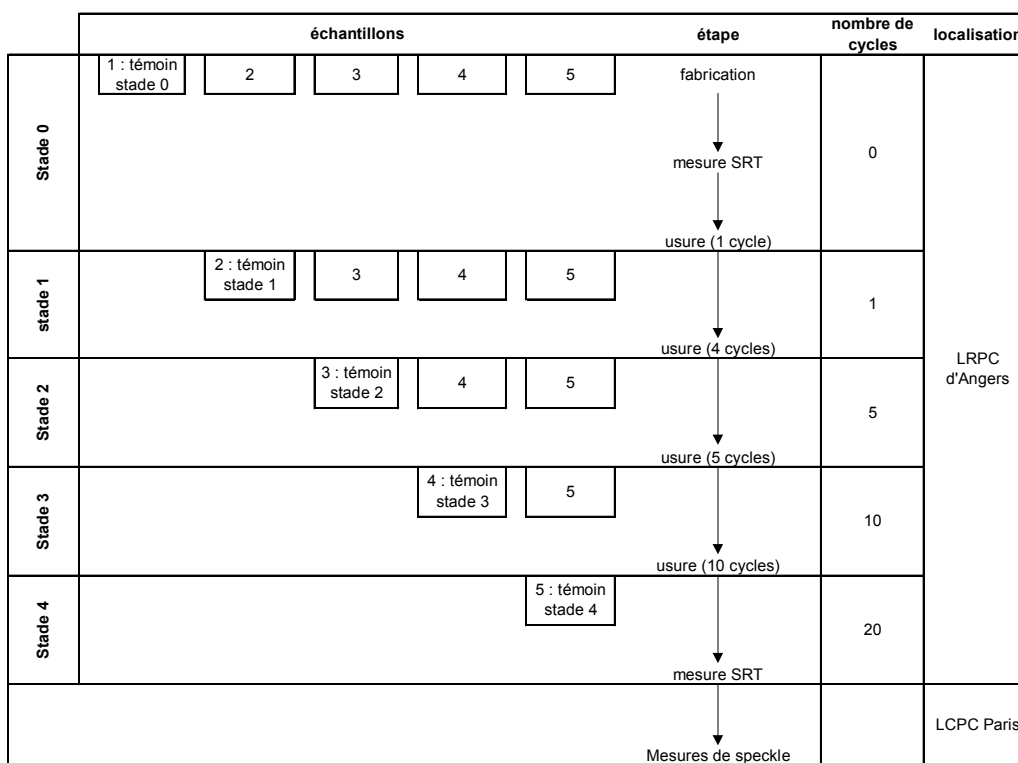 échantillons
étape
nombre de
cycles
localisation
Stade 0
1 : témoin
stade 0
2
3
4
5
fabrication
mesure SRT
usure (1 cycle)
0
stade 1
2 : témoin
stade 1
3
4
5
usure (4 cycles)
1
LRPC
d'Angers
Stade 2
3 : témoin
stade 2
4
5
usure (5 cycles)
5
Stade 3
4 : témoin
stade 3
5
usure (10 cycles)
10
Stade 4
5 : témoin
stade 4
mesure SRT
20
Mesures de speckle
LCPC Paris